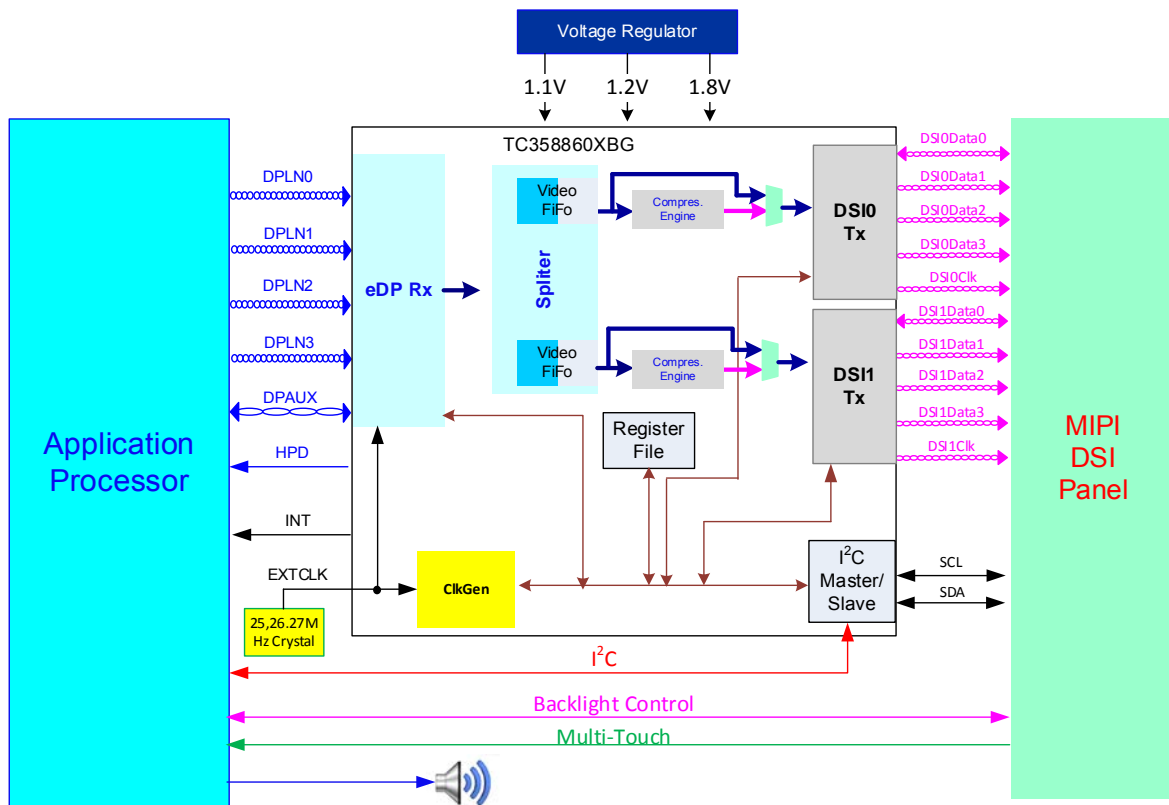 Voltage Regulator
1.1V
1.2V
1.8V
TC358860XBG
DPLN0
DPLN1
DPLN2
DPLN3
DPAUX
HPD
INT
EXTCLK
25,26.27M
Hz Crystal
Application
Processor
eDP Rx
Spliter
Video
FiFo
Compres.
Engine
Video
FiFo
Compres.
Engine
DSI0
Tx
DSI1
Tx
Register
File
ClkGen
I²C
Master/
Slave
DSI0Data0
DSI0Data1
DSI0Data2
DSI0Data3
DSI0Clk
DSI1Data0
DSI1Data1
DSI1Data2
DSI1Data3
DSI1Clk
SCL
SDA
MIPI
DSI
Panel
I²C
Backlight Control
Multi-Touch